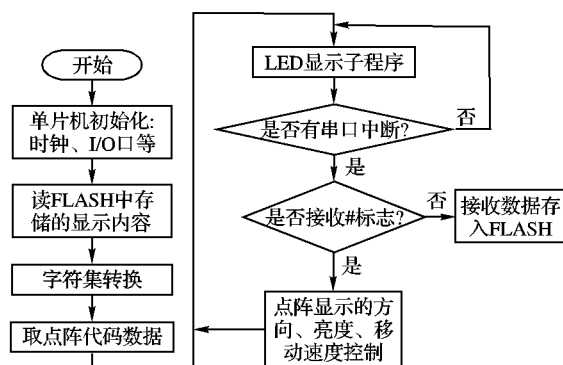 开始
单片机初始化:
时钟、I/O口等
读FLASH中存
储的显示内容
字符集转换
取点阵代码数据
LED显示子程序
是否有串口中断?
否
是
是否接收#标志?
否
接收数据存
入FLASH
是
点阵显示的方
向、亮度、移
动速度控制